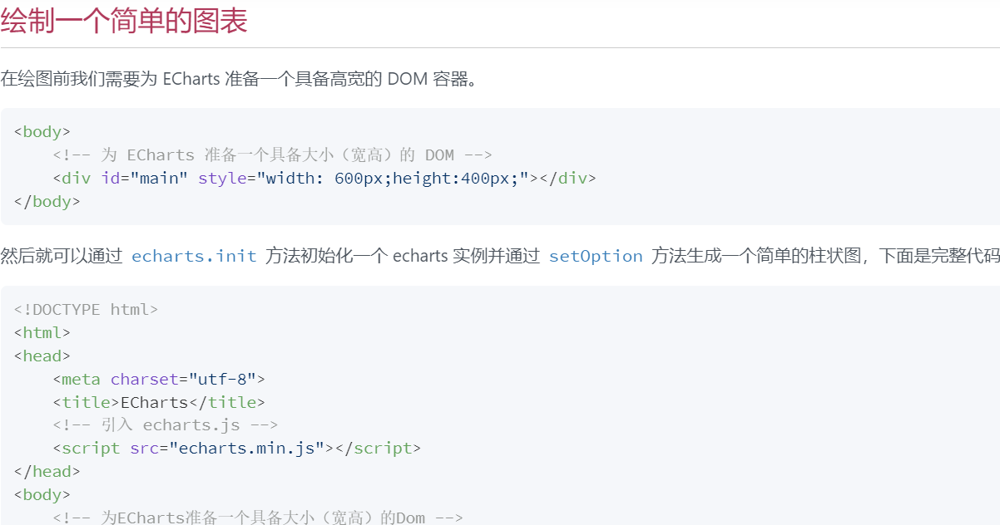 绘制一个简单的图表
在绘图前我们需要为 ECharts 准备一个具备高宽的 DOM 容器。
<body>
    <!-- 为 ECharts 准备一个具备大小（宽高）的 DOM -->
    <div id="main" style="width: 600px;height:400px;"></div>
</body>
然后就可以通过 echarts.init 方法初始化一个 echarts 实例并通过 setOption 方法生成一个简单的柱状图，下面是完整代码
<!DOCTYPE html>
<html>
<head>
    <meta charset="utf-8">
    <title>ECharts</title>
    <!-- 引入 echarts.js -->
    <script src="echarts.min.js"></script>
</head>
<body>
    <!-- 为ECharts准备一个具备大小（宽高）的Dom -->